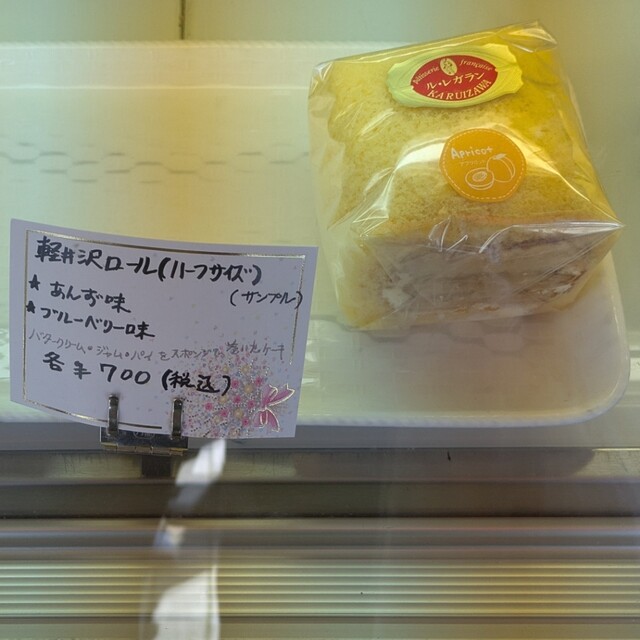 Pâtisserie française
ル・レガラン
KARUIZAWA
Apricot
軽井沢ロール(ハーフサイズ)
(サンプル)
★ あんず味
★ ブルーベリー口味
バタークリーム・ジャム・パイをスポンジで巻いたケーキ
各¥700(税込)